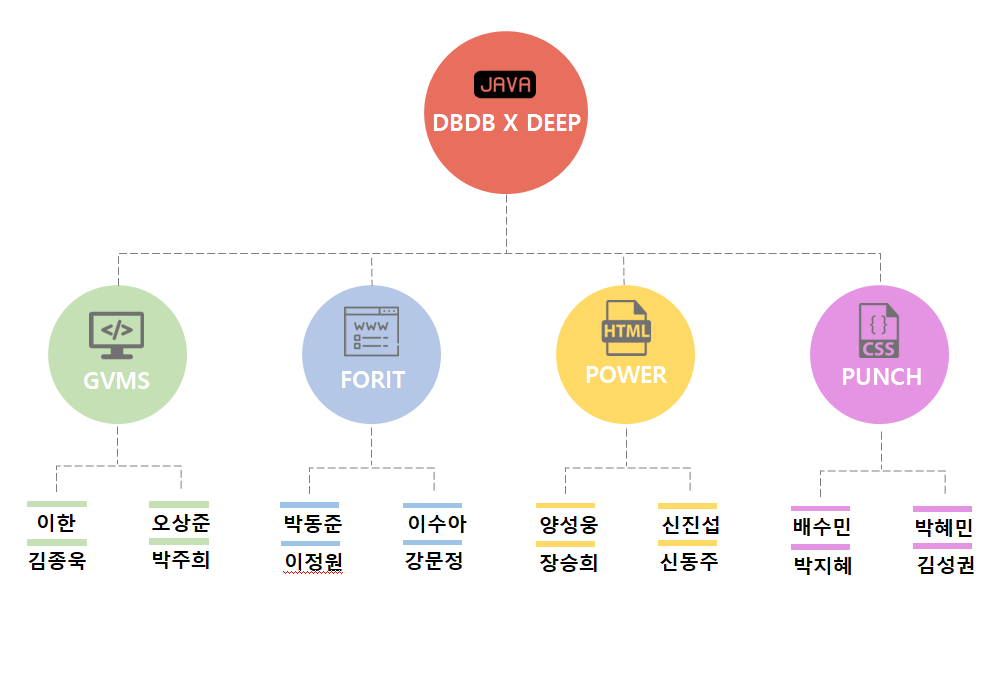 JAVA
DBDB X DEEP
</>
GVMS
WWW
FORIT
HTML
POWER
{ }
CSS
PUNCH
이한
오상준
김종욱
박주희
박동준
이수아
이정원
강문정
양성웅
신진섭
장승희
신동주
배수민
박혜민
박지혜
김성권